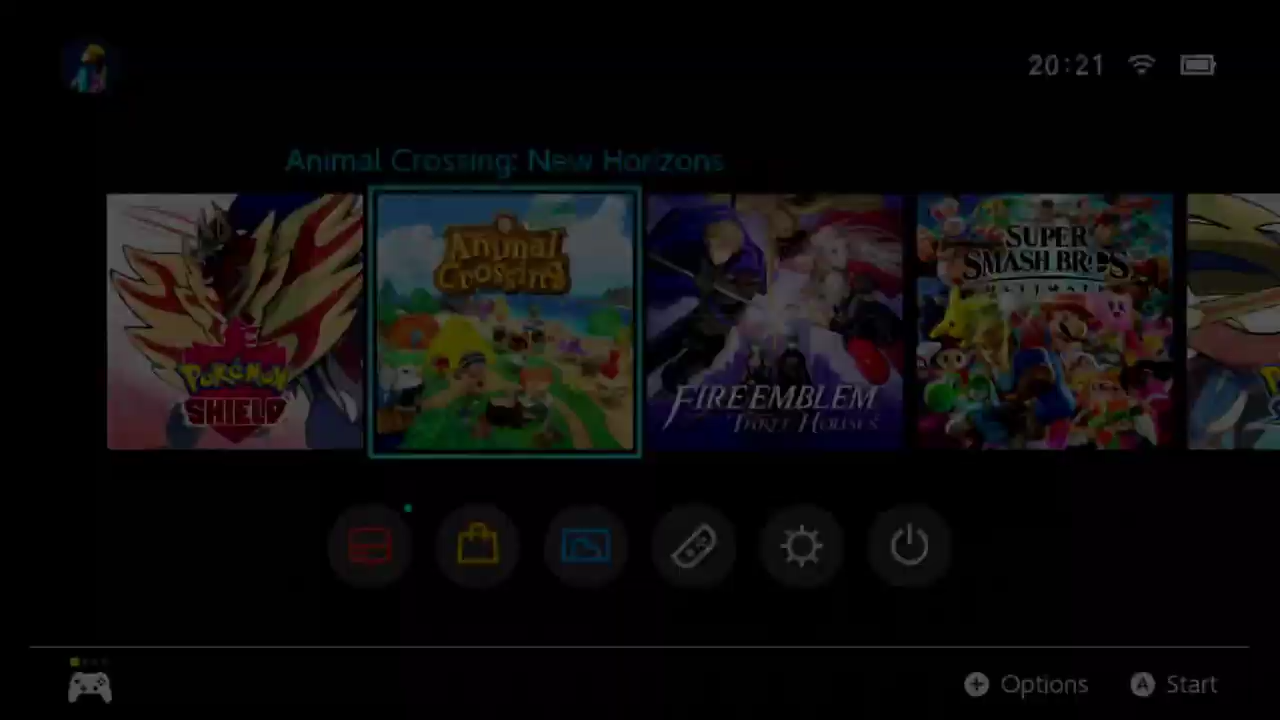 20:21
Animal Crossing: New Horizons
POKÉMON
SHIELD
Animal
Crossing
FIRE EMBLEM
THREE HOUSES
SUPER
SMASH BROS.
ULTIMATE
Options
Start